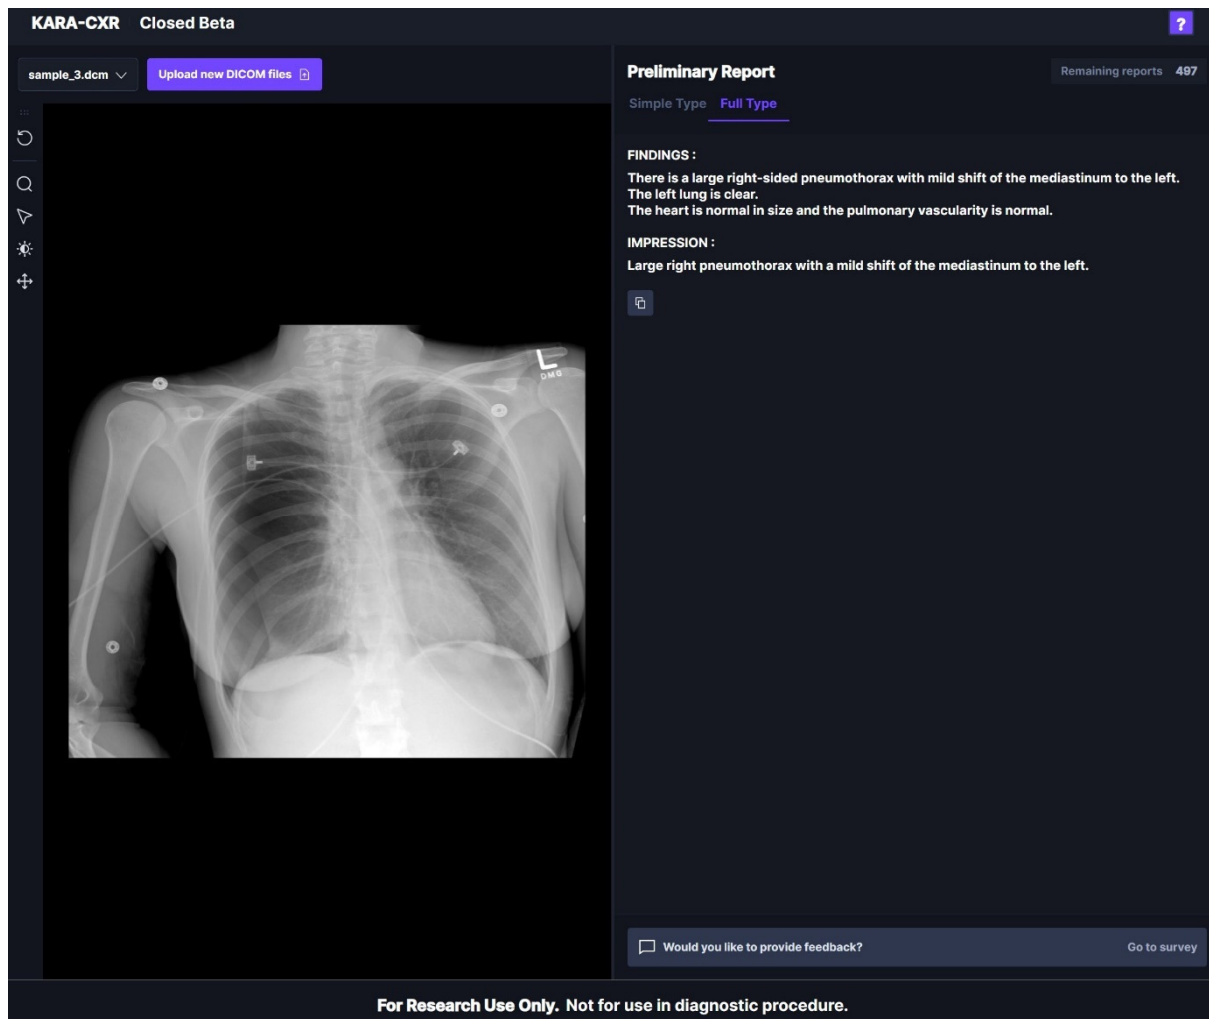 KARA-CXR Closed Beta
?
sample_3.dcm
Upload new DICOM files
Preliminary Report
Remaining reports 497
Simple Type Full Type
FINDINGS :
There is a large right-sided pneumothorax with mild shift of the mediastinum to the left.
The left lung is clear.
The heart is normal in size and the pulmonary vascularity is normal.
IMPRESSION :
Large right pneumothorax with a mild shift of the mediastinum to the left.
L
DMG
Would you like to provide feedback?
Go to survey
For Research Use Only. Not for use in diagnostic procedure.